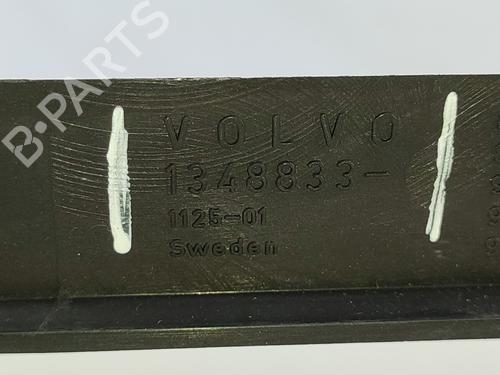 B-PARTS
VOLVO
1348833-
1125-01
Sweden